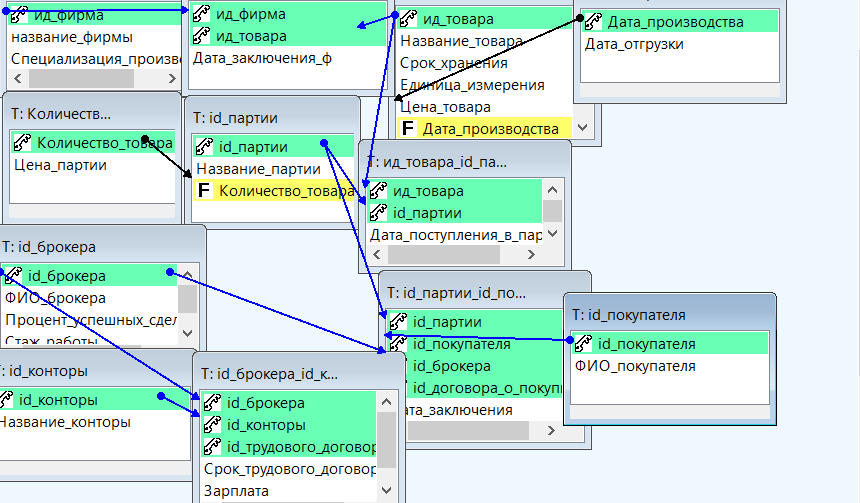 ид_фирма
название_фирмы
Специализация_произв
ид_фирма
ид_товара
Дата_заключения_ф
ид_товара
Название_товара
Срок_хранения
Единица_измерения
Цена_товара
F Дата_производства
Дата_производства
Дата_отгрузки
T: Количеств...
Количество_товара
Цена_партии
T: id_партии
id_партии
Название_партии
F Количество_товара
T: ид_товара_id_па...
ид_товара
id_партии
Дата_поступления_в_пар
T: id_брокера
id_брокера
ФИО_брокера
Процент_успешных_сдел
Стаж_работы
T: id_партии_id_по...
id_партии
id_покупателя
id_брокера
id_договора_о_покуп
ата_заключения
T: id_покупателя
id_покупателя
ФИО_покупателя
: id_конторы
id_конторы
Название_конторы
T: id_брокера_id_к...
id_брокера
id_конторы
id_трудового_договор
Срок_трудового_договор
Зарплата